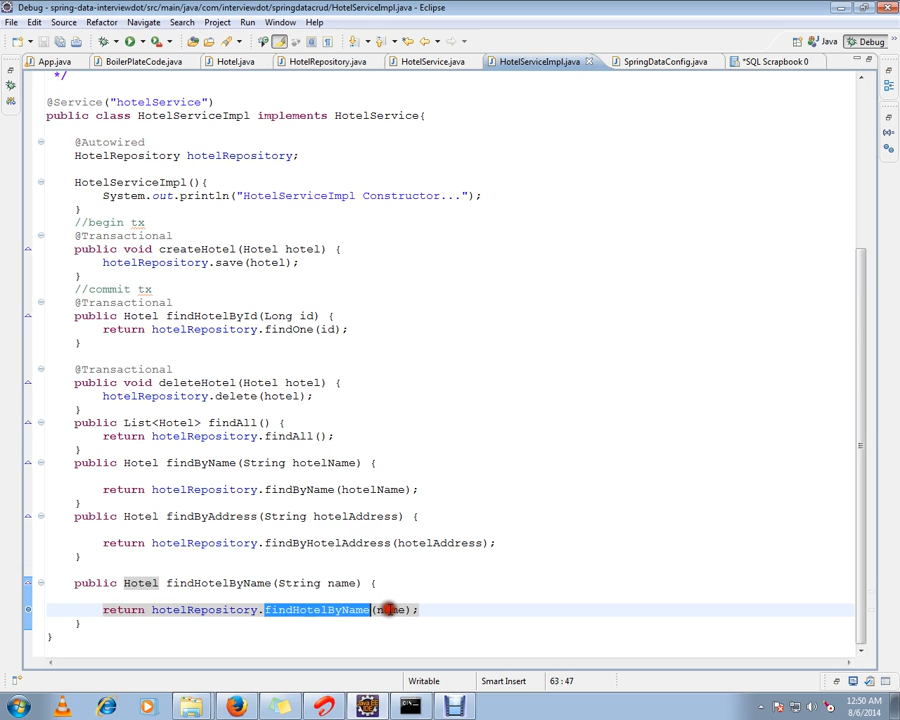 Debug - spring-data-interviewdot/src/main/java/com/interviewdot/springdatacrud/HotelServiceImpl.java - Eclipse
File Edit Source Refactor Navigate Search Project Run Window Help
Java Debug
App.java BoilerPlateCode.java Hotel.java HotelRepository.java HotelService.java HotelServiceImpl.java SpringDataConfig.java *SQL Scrapbook 0
*/
@Service("hotelService")
public class HotelServiceImpl implements HotelService{
@Autowired
HotelRepository hotelRepository;
HotelServiceImpl(){
System.out.println("HotelServiceImpl Constructor...");
}
//begin tx
@Transactional
public void createHotel(Hotel hotel) {
hotelRepository.save(hotel);
}
//commit tx
@Transactional
public Hotel findHotelById(Long id) {
return hotelRepository.findOne(id);
}
@Transactional
public void deleteHotel(Hotel hotel) {
hotelRepository.delete(hotel);
}
public List<Hotel> findAll() {
return hotelRepository.findAll();
}
public Hotel findByName(String hotelName) {
return hotelRepository.findByName(hotelName);
}
public Hotel findByAddress(String hotelAddress) {
return hotelRepository.findByHotelAddress(hotelAddress);
}
public Hotel findHotelByName(String name) {
return hotelRepository.findHotelByName(name);
}
}
Writable Smart Insert 63 : 47
12:50 AM
8/6/2014